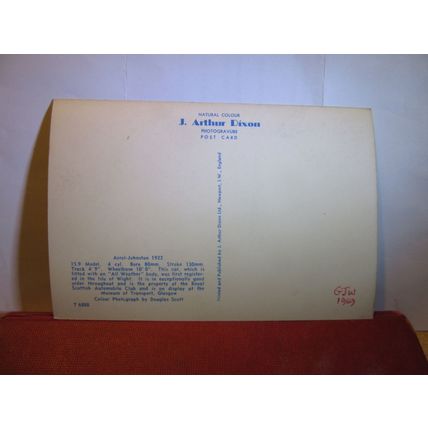 NATURAL COLOUR
J. Arthur Dixon
PHOTOGRAVURE
POST CARD
Printed and Published by J. Arthur Dixon Ltd., Newport, I.W., England
Arrol-Johnston 1922
15.9 Model. 4 cyl. Bore 80mm. Stroke 120mm.
Track 4' 9". Wheelbase 10' 0". This car, which is
fitted with an "All Weather" body, was first register-
ed in the Isle of Wight. It is in exceptionally good
order throughout and is the property of the Royal
Scottish Automobile Club and is on display at the
Museum of Transport, Glasgow
Colour Photograph by Douglas Scott
GJW
1969